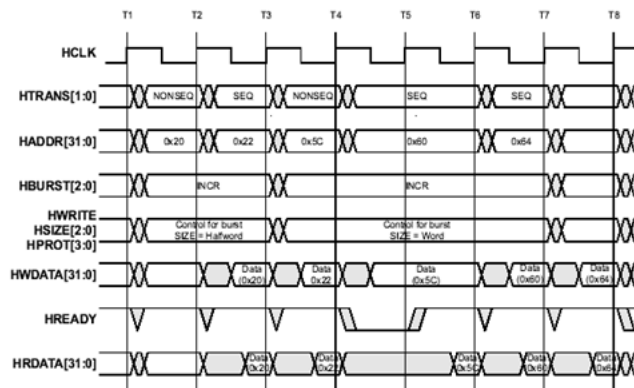 T1 T2 T3 T4 T5 T6 T7 T8
HCLK
HTRANS[1:0] NONSEQ SEQ NONSEQ SEQ SEQ
HADDR[31:0] 0x20 0x22 0x5C 0x60 0x64
HBURST[2:0] INCR INCR
HWRITE
HSIZE[2:0]
HPROT[3:0]
Control for burst
SIZE = Halfword
Control for burst
SIZE = Word
HWDATA[31:0]
Data
(0x20)
Data
0x22
Data
(0x5C)
Data
(0x60)
Data
(0x64)
HREADY
HRDATA[31:0]
Data
0x20
Data
0x22
Data
0x5C
Data
0x60
Data
0x64